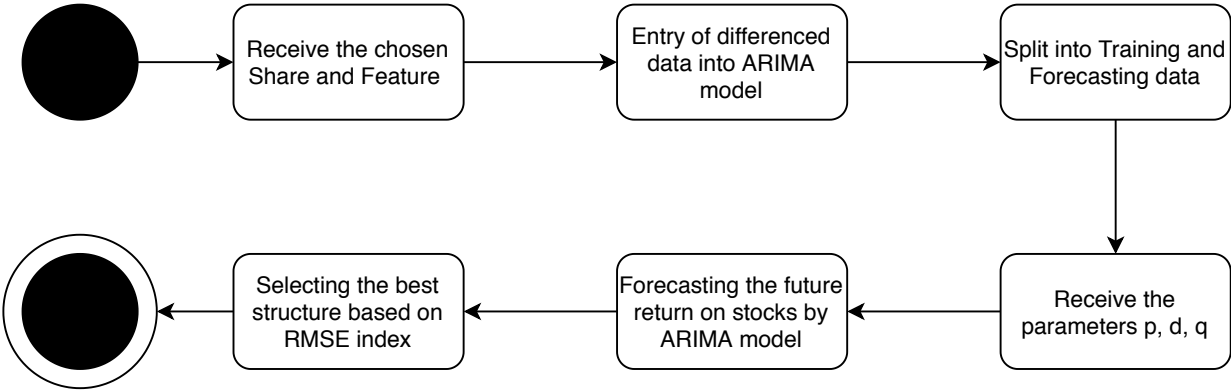 Receive the chosen
Share and Feature
Entry of differenced
data into ARIMA
model
Split into Training and
Forecasting data
Receive the
parameters p, d, q
Forecasting the future
return on stocks by
ARIMA model
Selecting the best
structure based on
RMSE index